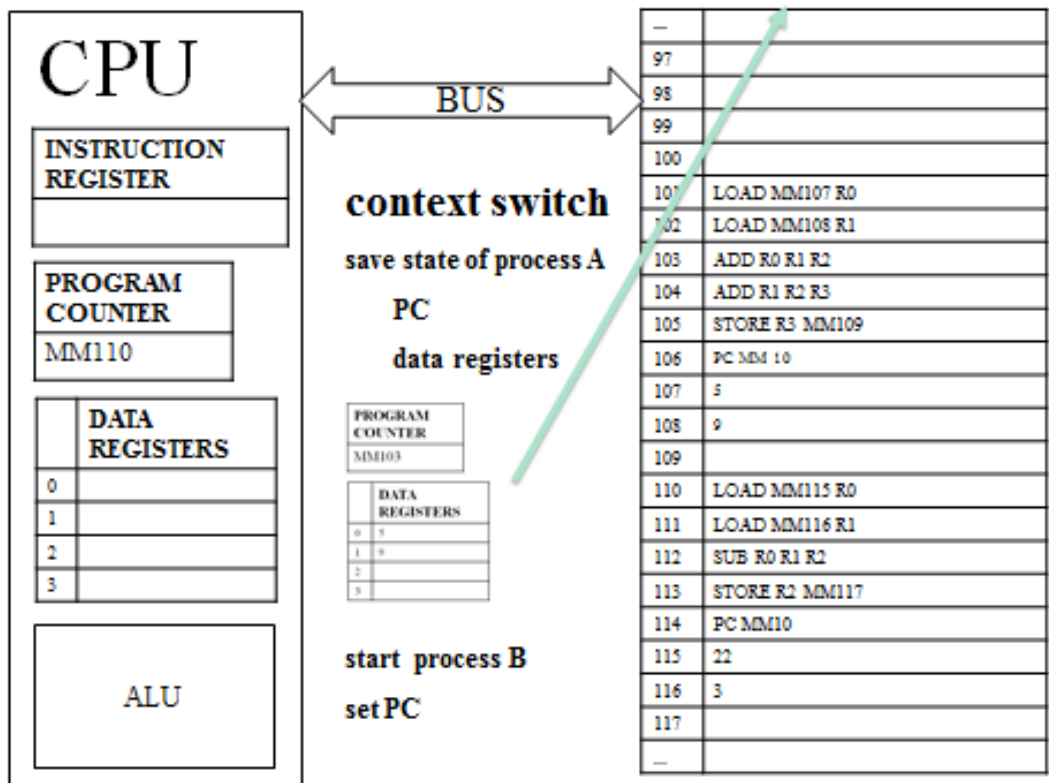 CPU
INSTRUCTION
REGISTER
PROGRAM
COUNTER
MM110
DATA
REGISTERS
0
1
2
3
ALU
BUS
context switch
save state of process A
PC
data registers
PROGRAM
COUNTER
MM103
DATA
REGISTERS
0 5
1 9
2
3
start process B
set PC
...
97
98
99
100
101 LOAD MM107 R0
102 LOAD MM108 R1
103 ADD R0 R1 R2
104 ADD R1 R2 R3
105 STORE R3 MM109
106 PC MM 10
107 5
108 9
109
110 LOAD MM115 R0
111 LOAD MM116 R1
112 SUB R0 R1 R2
113 STORE R2 MM117
114 PC MM10
115 22
116 3
117
...